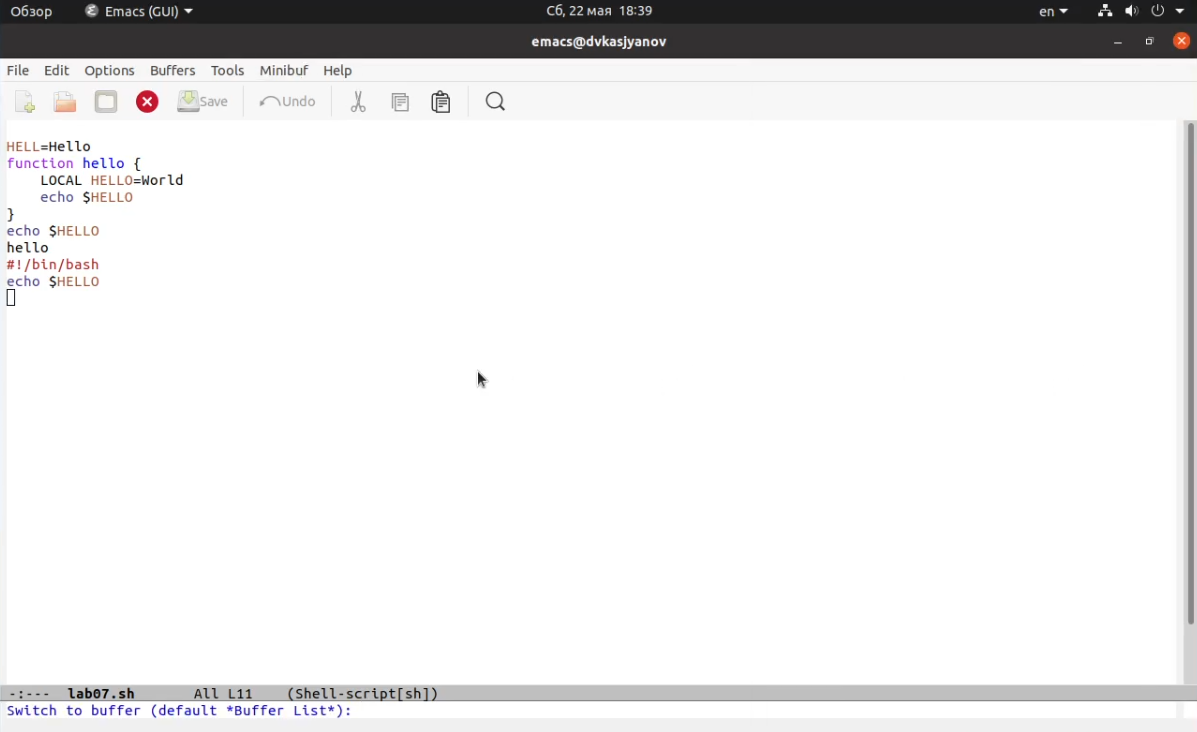 Обзор Emacs (GUI) Сб, 22 мая 18:39 en
emacs@dvkasjyanov
File Edit Options Buffers Tools Minibuf Help
Save Undo
HELL=Hello
function hello {
    LOCAL HELLO=World
    echo $HELLO
}
echo $HELLO
hello
#!/bin/bash
echo $HELLO
-:--- lab07.sh All L11 (Shell-script[sh])
Switch to buffer (default *Buffer List*):